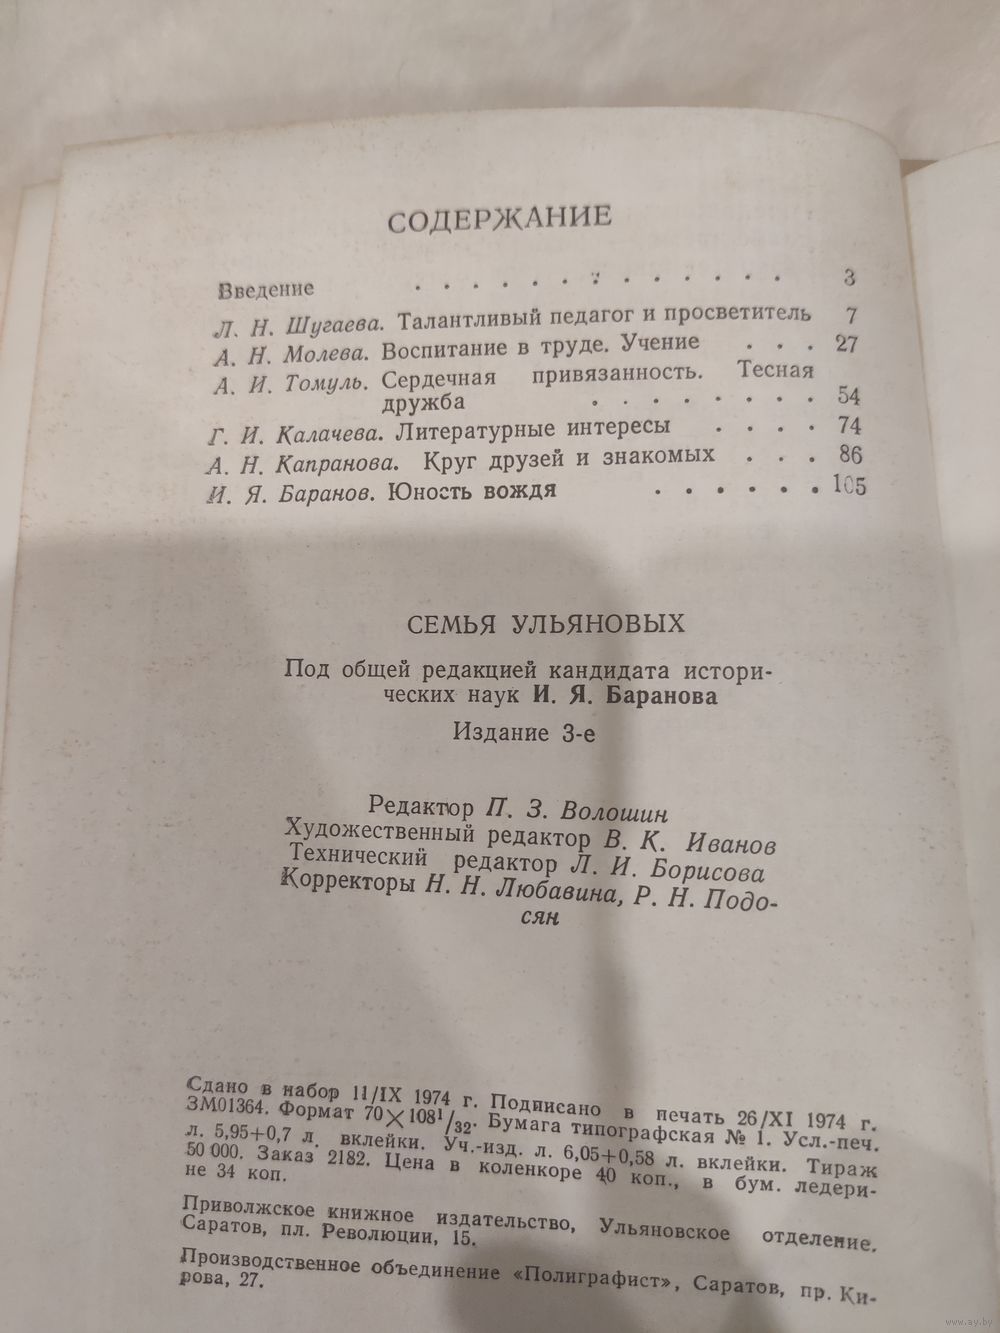 СОДЕРЖАНИЕ
Введение . . . . . . . . . . . . . 3
Л. Н. Шугаева. Талантливый педагог и просветитель 7
А. Н. Молева. Воспитание в труде. Учение . . . 27
А. И. Томуль. Сердечная привязанность. Тесная
дружба . . . . . . . . 54
Г. И. Калачева. Литературные интересы . . . . 74
А. Н. Капранова. Круг друзей и знакомых . . . 86
И. Я. Баранов. Юность вождя . . . . . . 105
СЕМЬЯ УЛЬЯНОВЫХ
Под общей редакцией кандидата истори-
ческих наук И. Я. Баранова
Издание 3-е
Редактор П. З. Волошин
Художественный редактор В. К. Иванов
Технический редактор Л. И. Борисова
Корректоры Н. Н. Любавина, Р. Н. Подо-
сян
Сдано в набор 11/IX 1974 г. Подписано в печать 26/XI 1974 г.
ЗМ01364. Формат 70×108¹/₃₂. Бумага типографская № 1. Усл.-печ.
л. 5,95+0,7 л. вклейки. Уч.-изд. л. 6,05+0,58 л. вклейки. Тираж
50 000. Заказ 2182. Цена в коленкоре 40 коп., в бум. ледери-
не 34 коп.
Приволжское книжное издательство, Ульяновское отделение.
Саратов, пл. Революции, 15.
Производственное объединение «Полиграфист», Саратов, пр. Ки-
рова, 27.
www.ay.by